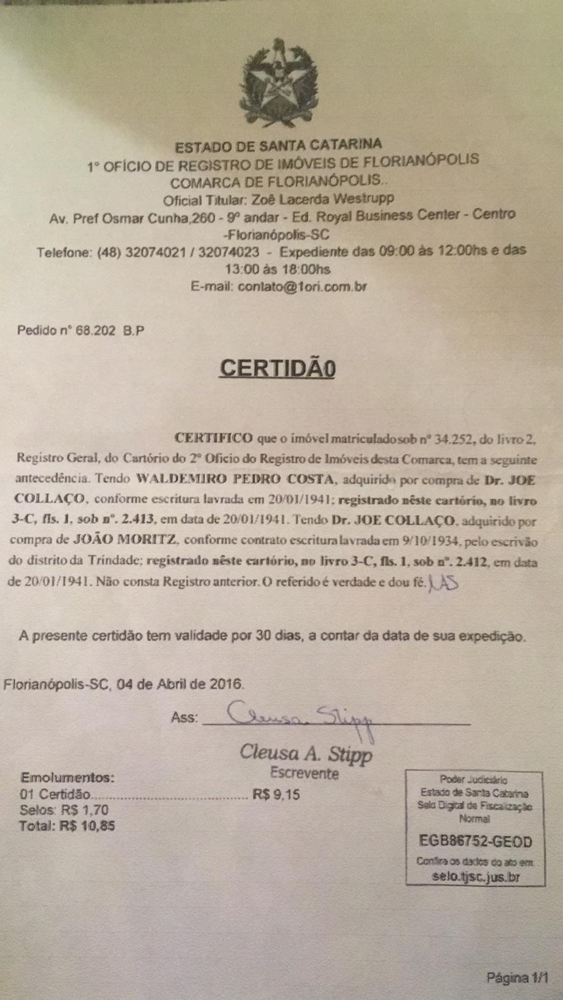 ESTADO DE SANTA CATARINA
1° OFÍCIO DE REGISTRO DE IMÓVEIS DE FLORIANÓPOLIS
COMARCA DE FLORIANÓPOLIS..
Oficial Titular: Zoê Lacerda Westrupp
Av. Pref Osmar Cunha,260 - 9º andar - Ed. Royal Business Center - Centro
-Florianópolis-SC
Telefone: (48) 32074021 / 32074023 - Expediente das 09:00 às 12:00hs e das
13:00 às 18:00hs
E-mail: contato@1ori.com.br
Pedido n° 68.202 B.P
CERTIDÃO
CERTIFICO que o imóvel matriculado sob nº 34.252, do livro 2,
Registro Geral, do Cartório do 2º Oficio do Registro de Imóveis desta Comarca, tem a seguinte
antecedência. Tendo WALDEMIRO PEDRO COSTA, adquirido por compra de Dr. JOE
COLLAÇO, conforme escritura lavrada em 20/01/1941; registrado nêste cartório, no livro
3-C, fls. 1, sob nº. 2.413, em data de 20/01/1941. Tendo Dr. JOE COLLAÇO, adquirido por
compra de JOÃO MORITZ, conforme contrato escritura lavrada em 9/10/1934, pelo escrivão
do distrito da Trindade; registrado nêste cartório, no livro 3-C, fls. 1, sob nº. 2.412, em data
de 20/01/1941. Não consta Registro anterior. O referido é verdade e dou fé.
A presente certidão tem validade por 30 dias, a contar da data de sua expedição.
Florianópolis-SC, 04 de Abril de 2016.
Ass: Cleusa Stipp
Cleusa A. Stipp
Escrevente
Emolumentos:
01 Certidão........................................ R$ 9,15
Selos: R$ 1,70
Total: R$ 10,85
Poder Judiciário
Estado de Santa Catarina
Selo Digital de Fiscalização
Normal
EGB86752-GEOD
Confira os dados do ato em
selo.tjsc.jus.br
Página 1/1